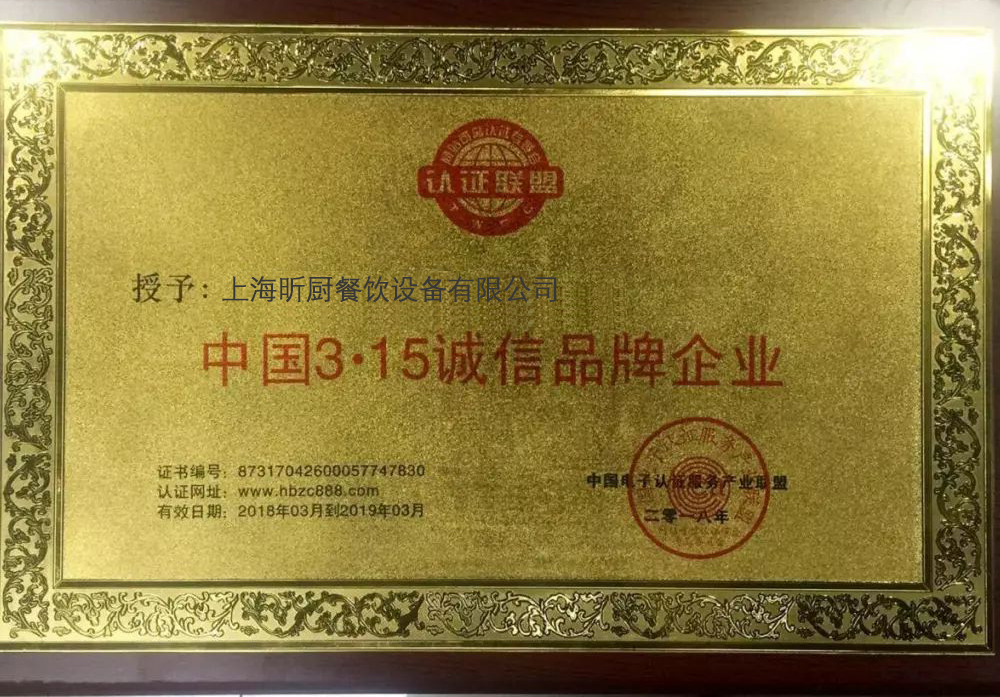 认证联盟
授予：上海昕厨餐饮设备有限公司
中国3·15诚信品牌企业
证书编号：87317042600057747830
认证网址：www.hbzc888.com
有效日期：2018年03月到2019年03月
中国电子认证服务产业联盟
二零一八年